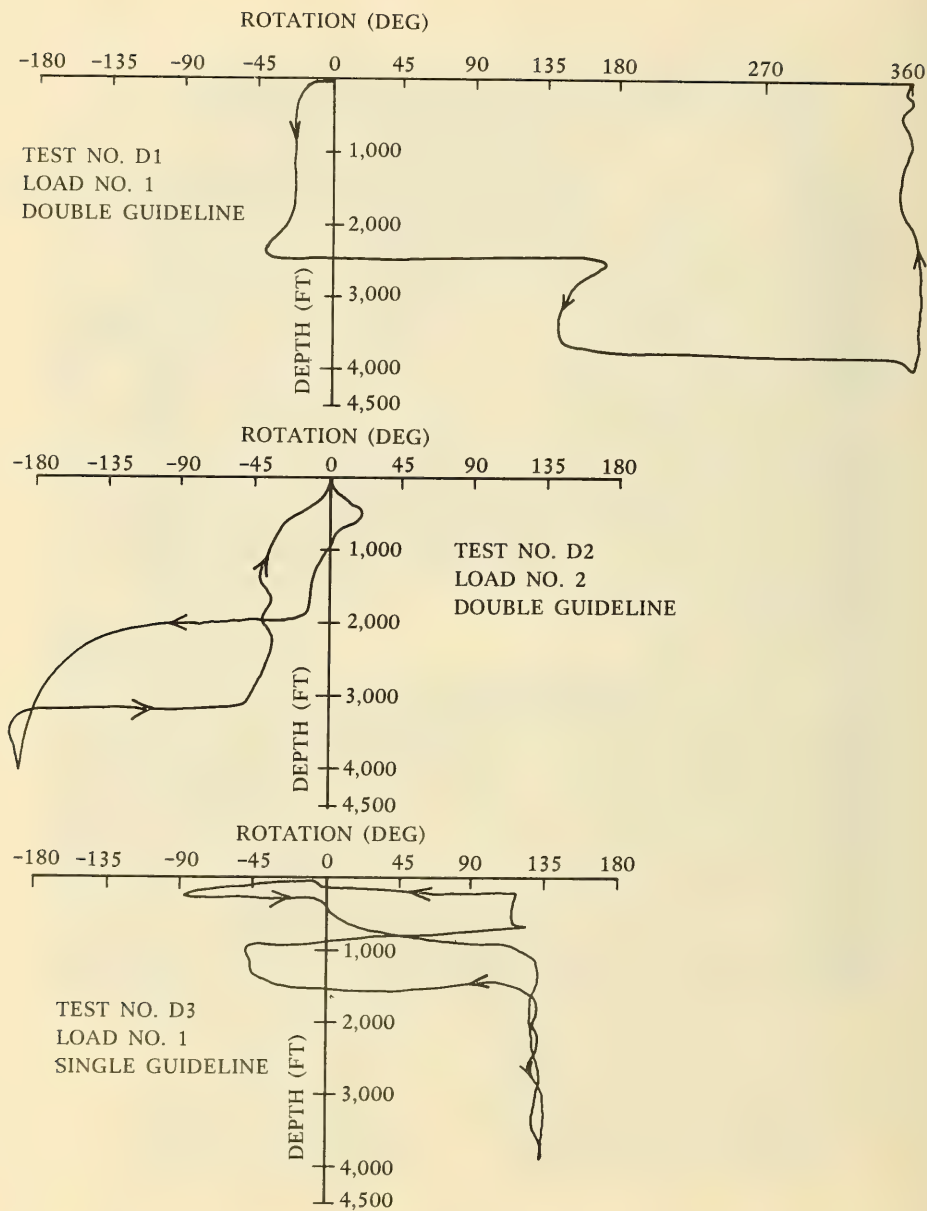 ROTATION (DEG)
-180 -135 -90 -45 0 45 90 135 180 270 360
TEST NO. D1
LOAD NO. 1
DOUBLE GUIDELINE
1,000
2,000
3,000
4,000
4,500
DEPTH (FT)
ROTATION (DEG)
-180 -135 -90 -45 0 45 90 135 180
TEST NO. D2
LOAD NO. 2
DOUBLE GUIDELINE
1,000
2,000
3,000
4,000
4,500
DEPTH (FT)
ROTATION (DEG)
-180 -135 -90 -45 0 45 90 135 180
TEST NO. D3
LOAD NO. 1
SINGLE GUIDELINE
1,000
2,000
3,000
4,000
4,500
DEPTH (FT)